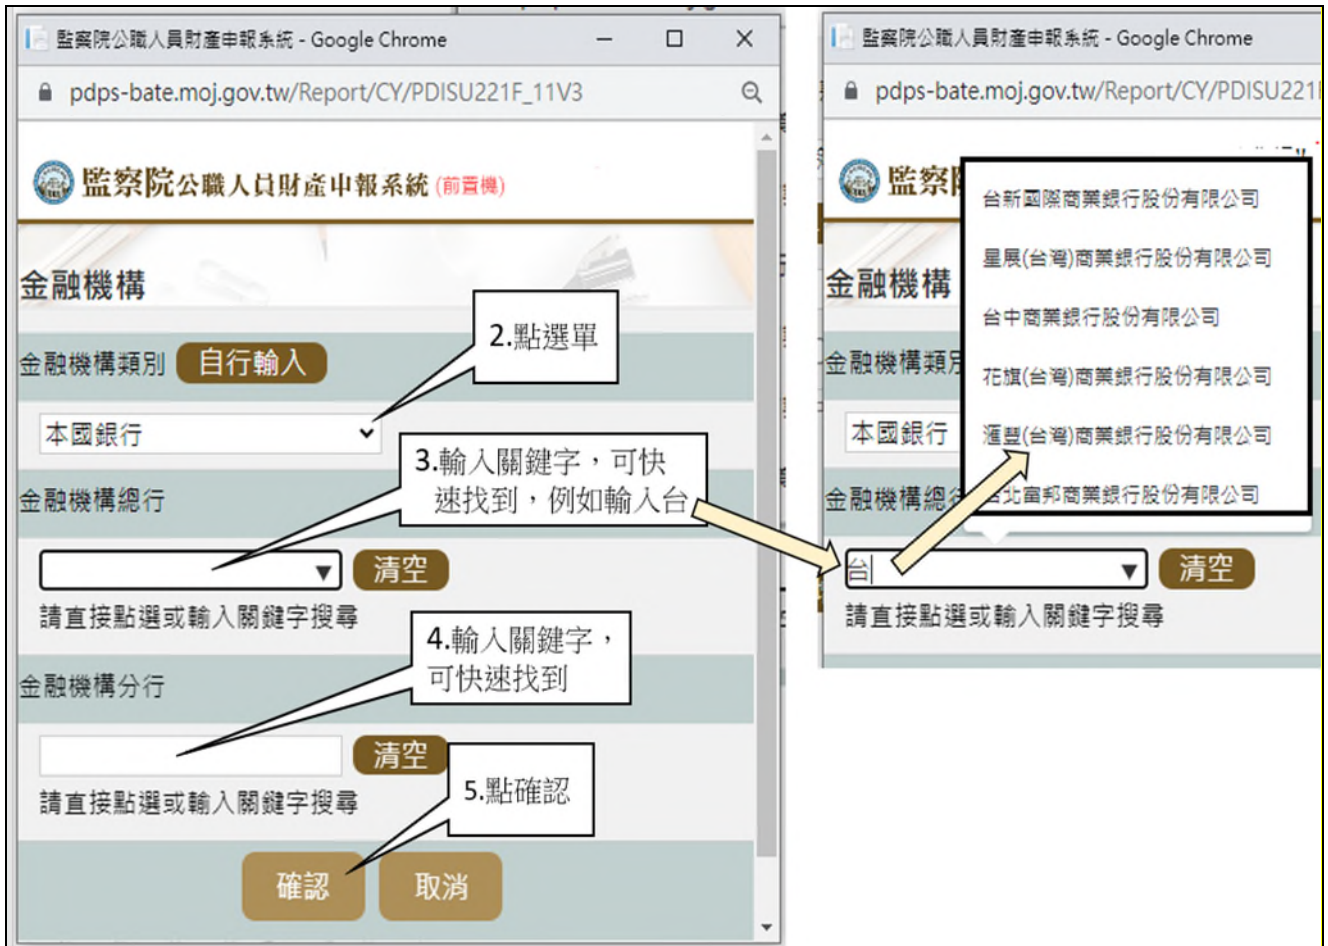 監察院公職人員財產申報系統 - Google Chrome
pdps-bate.moj.gov.tw/Report/CY/PDISU221F_11V3
監察院公職人員財產申報系統(前置機)
金融機構
2.點選單
金融機構類別 自行輸入
本國銀行
3.輸入關鍵字,可快
速找到,例如輸入台
金融機構總行
清空
請直接點選或輸入關鍵字搜尋
4.輸入關鍵字,
可快速找到
金融機構分行
清空
請直接點選或輸入關鍵字搜尋
5.點確認
確認 取消
監察院公職人員財產申報系統 - Google Chrome
pdps-bate.moj.gov.tw/Report/CY/PDISU221
監察
金融機構
金融機構類別
本國銀行
金融機構總
台新國際商業銀行股份有限公司
星展(台灣)商業銀行股份有限公司
台中商業銀行股份有限公司
花旗(台灣)商業銀行股份有限公司
滙豐(台灣)商業銀行股份有限公司
台北富邦商業銀行股份有限公司
台
清空
請直接點選或輸入關鍵字搜尋